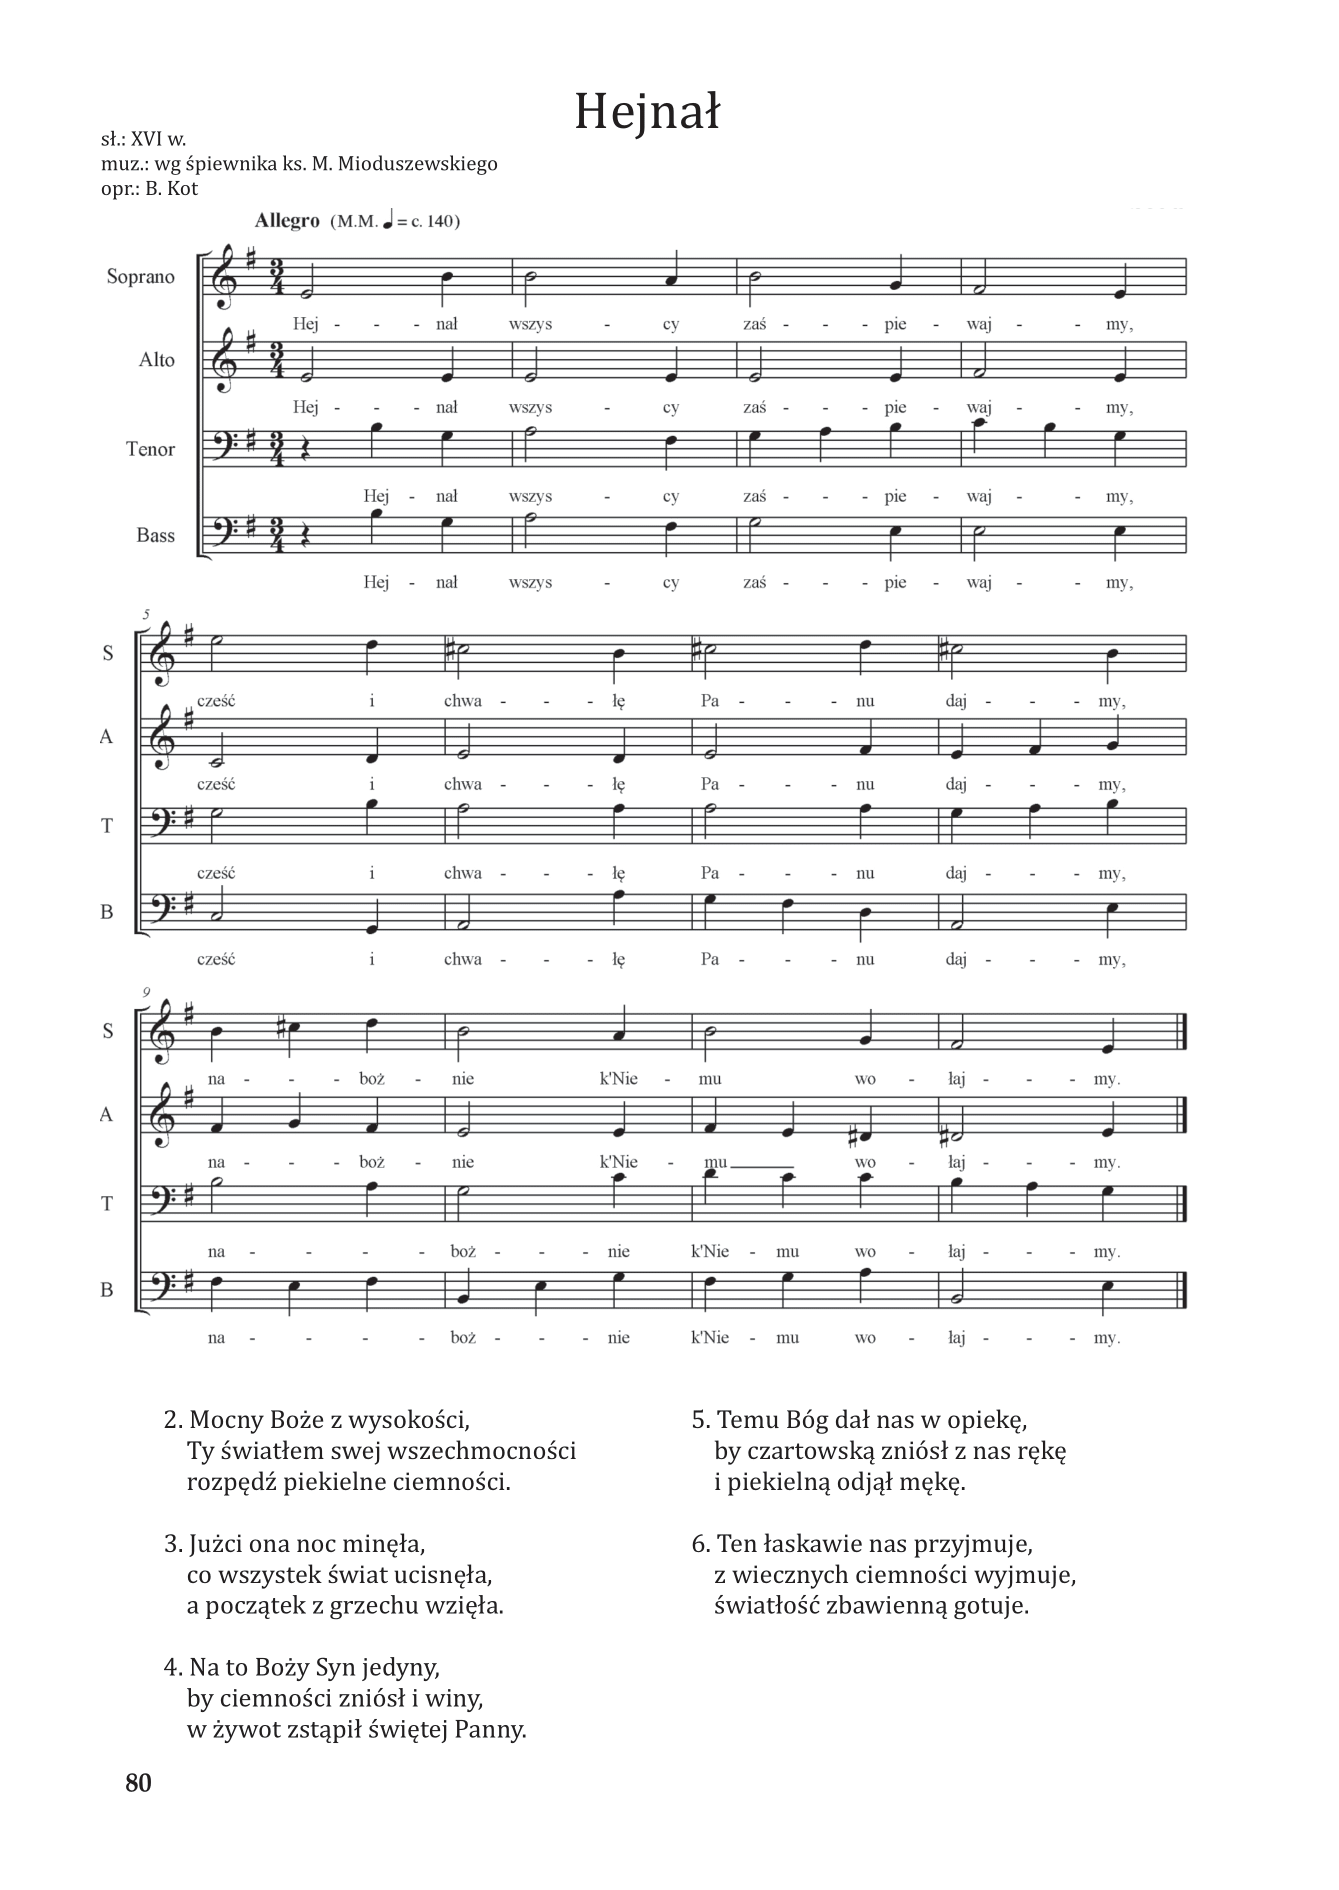 Hejnał
sł.: XVI w.
muz.: wg śpiewnika ks. M. Mioduszewskiego
opr.: B. Kot
Allegro (M.M. ♩ = c. 140)
Soprano
Hej - - - nał wszys - cy zaś - - - pie - waj - - my,
Alto
Hej - - - nał wszys - cy zaś - - - pie - waj - - my,
Tenor
Hej - nał wszys - cy zaś - - - pie - waj - - my,
Bass
Hej - nał wszys - cy zaś - - - pie - waj - - my,
5
S
cześć i chwa - - - łę Pa - - - nu daj - - - my,
A
cześć i chwa - - - łę Pa - - - nu daj - - - my,
T
cześć i chwa - - - łę Pa - - - nu daj - - - my,
B
cześć i chwa - - - łę Pa - - - nu daj - - - my,
9
S
na - - - boż - nie k'Nie - mu wo - łaj - - - my.
A
na - - - boż - nie k'Nie - mu wo - łaj - - - my.
T
na - - - - boż - - - nie k'Nie - mu wo - łaj - - - my.
B
na - - - - boż - - - nie k'Nie - mu wo - łaj - - - my.
2. Mocny Boże z wysokości,
Ty światłem swej wszechmocności
rozpędź piekielne ciemności.
3. Jużci ona noc minęła,
co wszystek świat ucisnęła,
a początek z grzechu wzięła.
4. Na to Boży Syn jedyny,
by ciemności zniósł i winy,
w żywot zstąpił świętej Panny.
5. Temu Bóg dał nas w opiekę,
by czartowską zniósł z nas rękę
i piekielną odjął mękę.
6. Ten łaskawie nas przyjmuje,
z wiecznych ciemności wyjmuje,
światłość zbawienną gotuje.
80